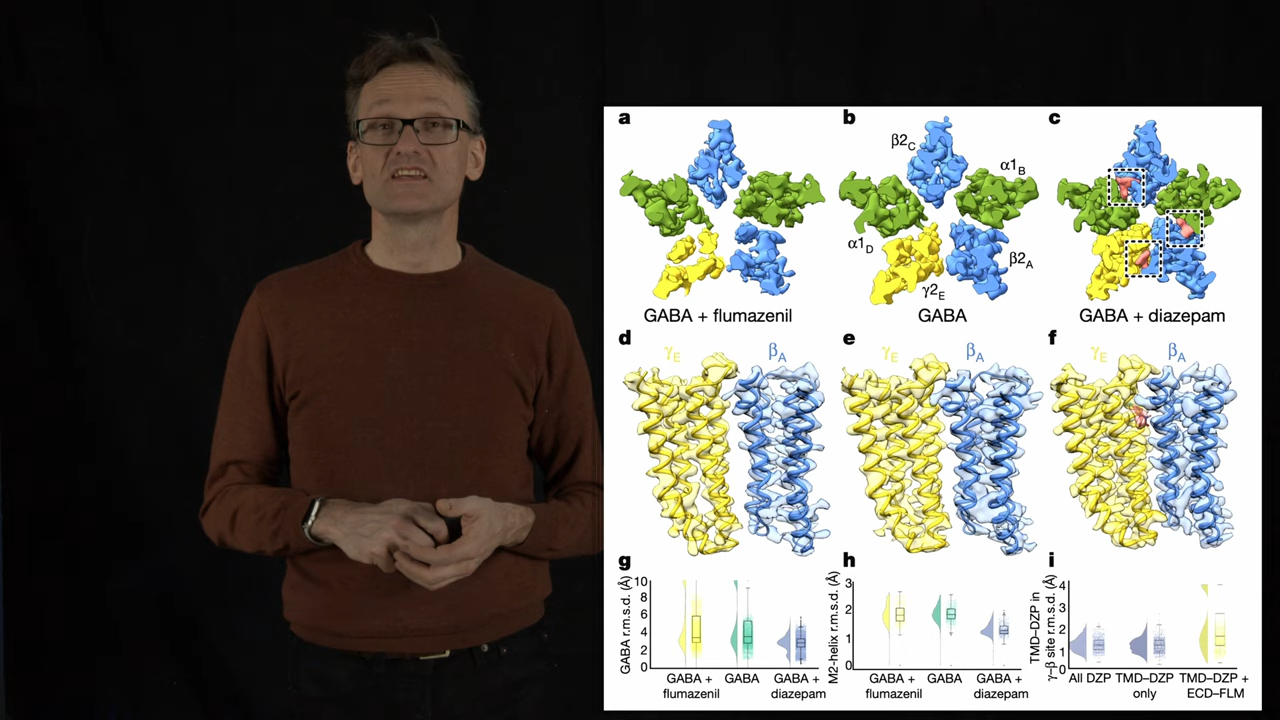 a
b
c
β2C
α1B
α1D
β2A
γ2E
GABA + flumazenil
GABA
GABA + diazepam
d
e
f
γE
βA
γE
βA
γE
βA
g
h
i
GABA r.m.s.d. (Å)
10
8
6
4
2
0
GABA +
flumazenil
GABA
GABA +
diazepam
M2-helix r.m.s.d. (Å)
3
2
1
0
GABA +
flumazenil
GABA
GABA +
diazepam
TMD–DZP in
γ–β site r.m.s.d. (Å)
4
3
2
1
0
All DZP
TMD–DZP
only
TMD–DZP +
ECD–FLM